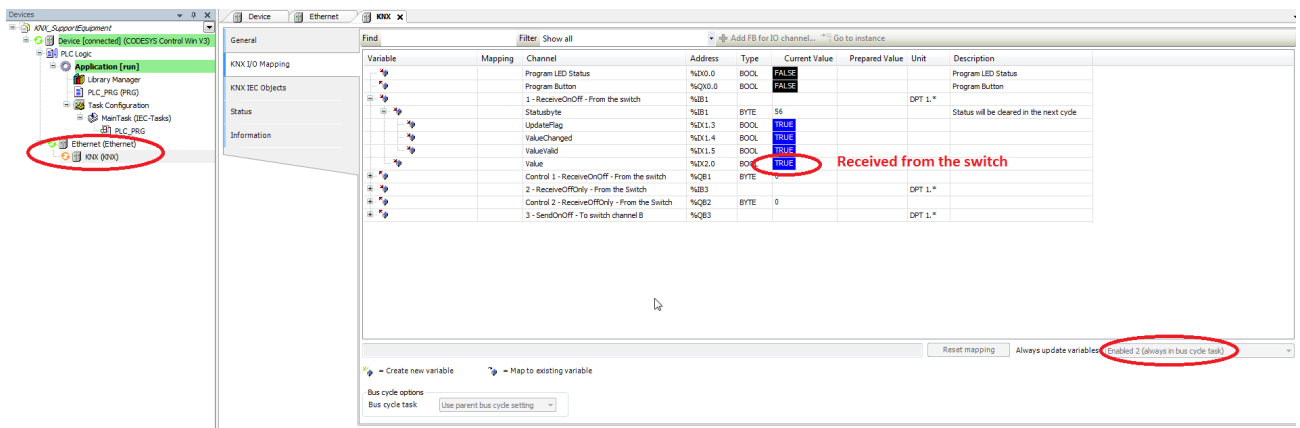 Devices
KNX_SupportEquipment
Device [connected] (CODESYS Control Win V3)
PLC Logic
Application [run]
Library Manager
PLC_PRG (PRG)
Task Configuration
MainTask (IEC-Tasks)
PLC_PRG
Ethernet (Ethernet)
KNX (KNX)
Device Ethernet KNX
General
KNX I/O Mapping
KNX IEC Objects
Status
Information
Find Filter Show all Add FB for IO channel... Go to instance
Variable Mapping Channel Address Type Current Value Prepared Value Unit Description
Program LED Status %IX0.0 BOOL FALSE Program LED Status
Program Button %QX0.0 BOOL FALSE Program Button
1 - ReceiveOnOff - From the switch %IB1 DPT 1.*
Statusbyte %IB1 BYTE 56 Status will be cleared in the next cycle
UpdateFlag %IX1.3 BOOL TRUE
ValueChanged %IX1.4 BOOL TRUE
ValueValid %IX1.5 BOOL TRUE
Value %IX2.0 BOOL TRUE Received from the switch
Control 1 - ReceiveOnOff - From the switch %QB1 BYTE 0
2 - ReceiveOffOnly - From the Switch %IB3 DPT 1.*
Control 2 - ReceiveOffOnly - From the Switch %QB2 BYTE 0
3 - SendOnOff - To switch channel B %QB3 DPT 1.*
Reset mapping Always update variables Enabled 2 (always in bus cycle task)
= Create new variable = Map to existing variable
Bus cycle options
Bus cycle task Use parent bus cycle setting